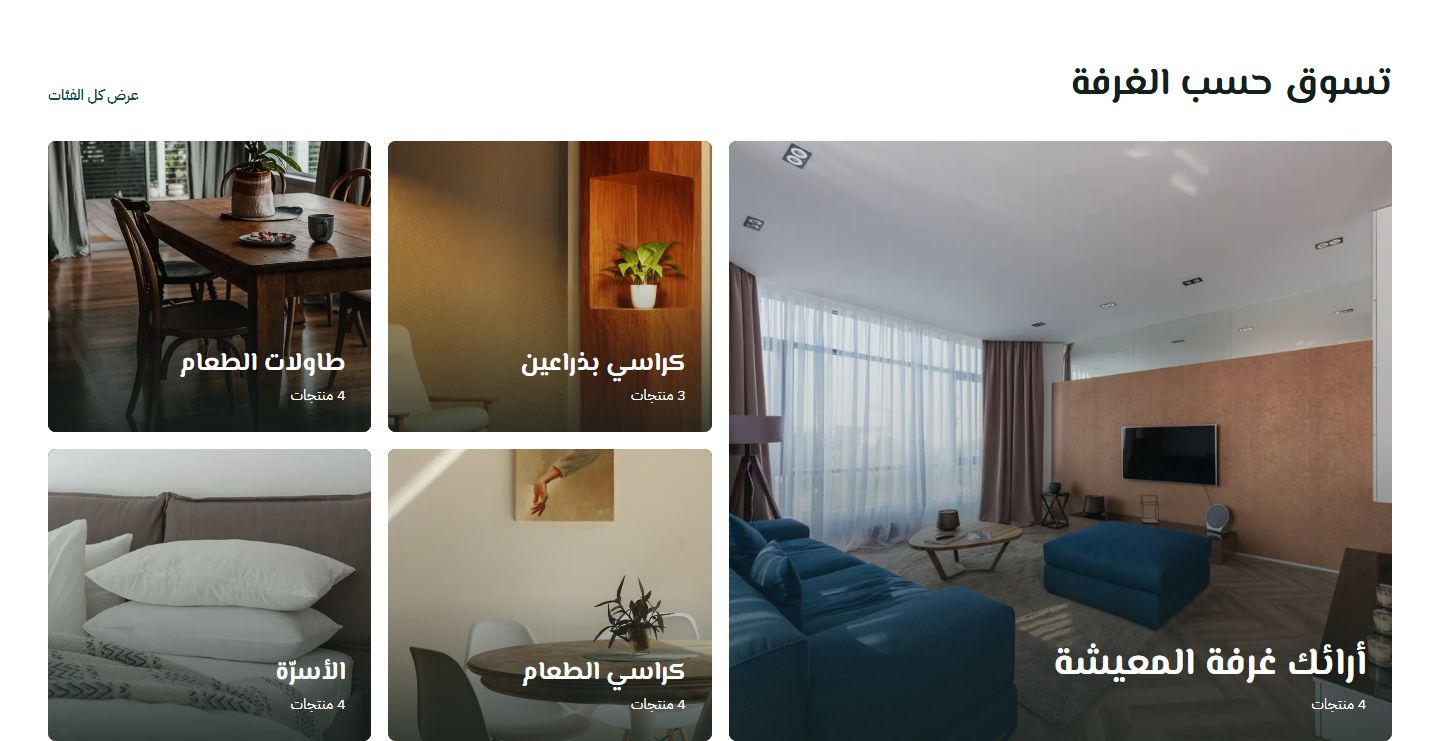 تسوق حسب الغرفة
عرض كل الفئات
أرائك غرفة المعيشة
4 منتجات
كراسي بذراعين
3 منتجات
طاولات الطعام
4 منتجات
كراسي الطعام
4 منتجات
الأسرّة
4 منتجات